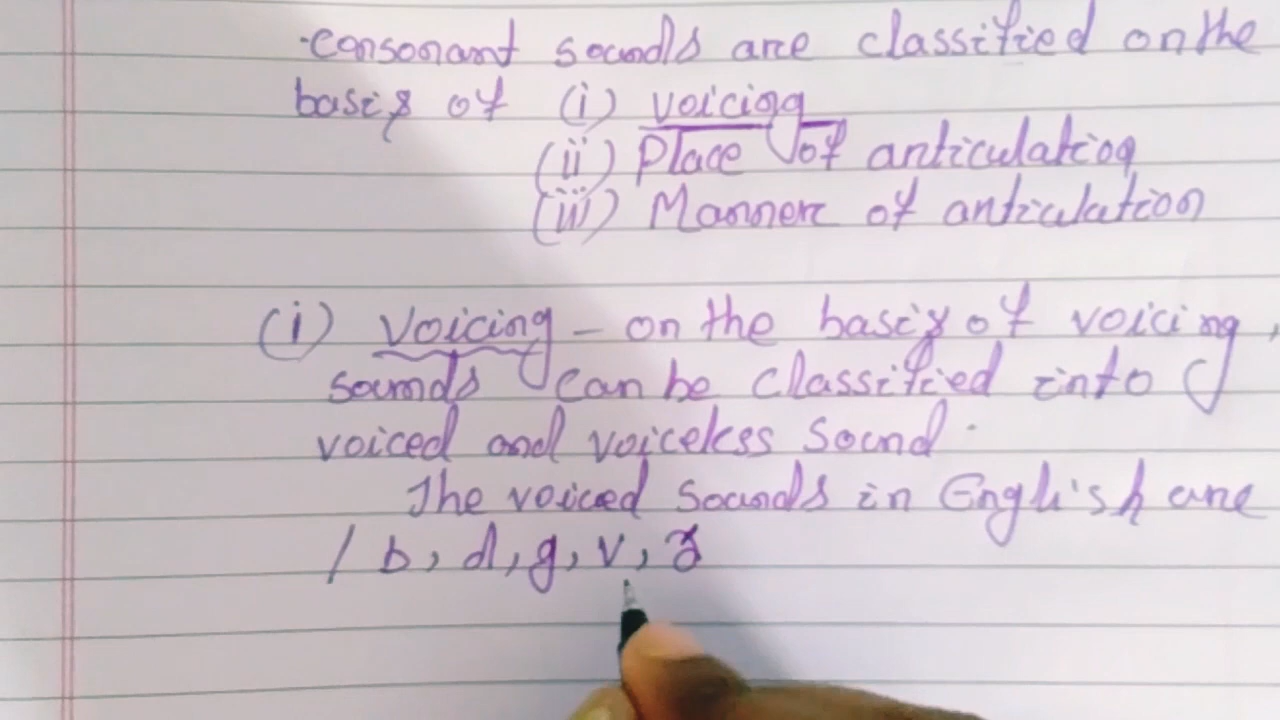 consonant sounds are classified on the
basis of (i) voicing
(ii) Place of articulation
(iii) Manner of articulation
(i) Voicing - on the basis of voicing,
sounds can be classified into
voiced and voiceless sound.
The voiced sounds in English are
/ b, d, g, v, z